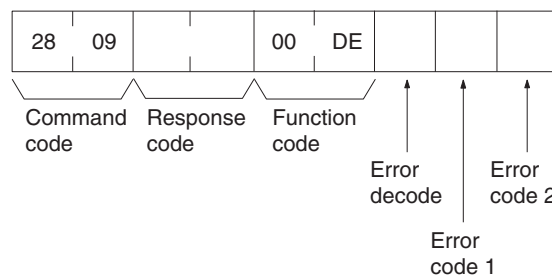 28 09 00 DE
Command code
Response code
Function code
Error decode
Error code 1
Error code 2